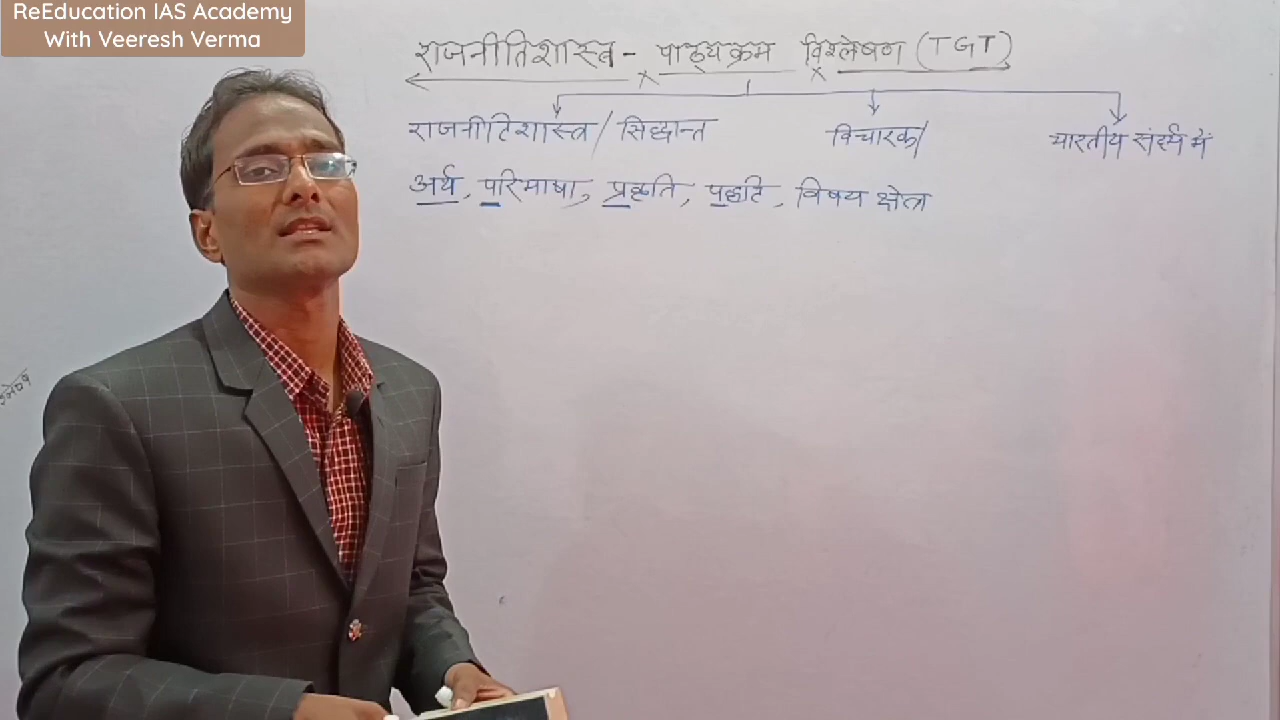 ReEducation IAS Academy
With Veeresh Verma
राजनीतिशास्त्र - पाठ्यक्रम विश्लेषण (TGT)
राजनीतिशास्त्र / सिद्धान्त विचारक/ भारतीय संदर्भ में
अर्थ, परिभाषा, प्रकृति, पद्धति, विषय क्षेत्र